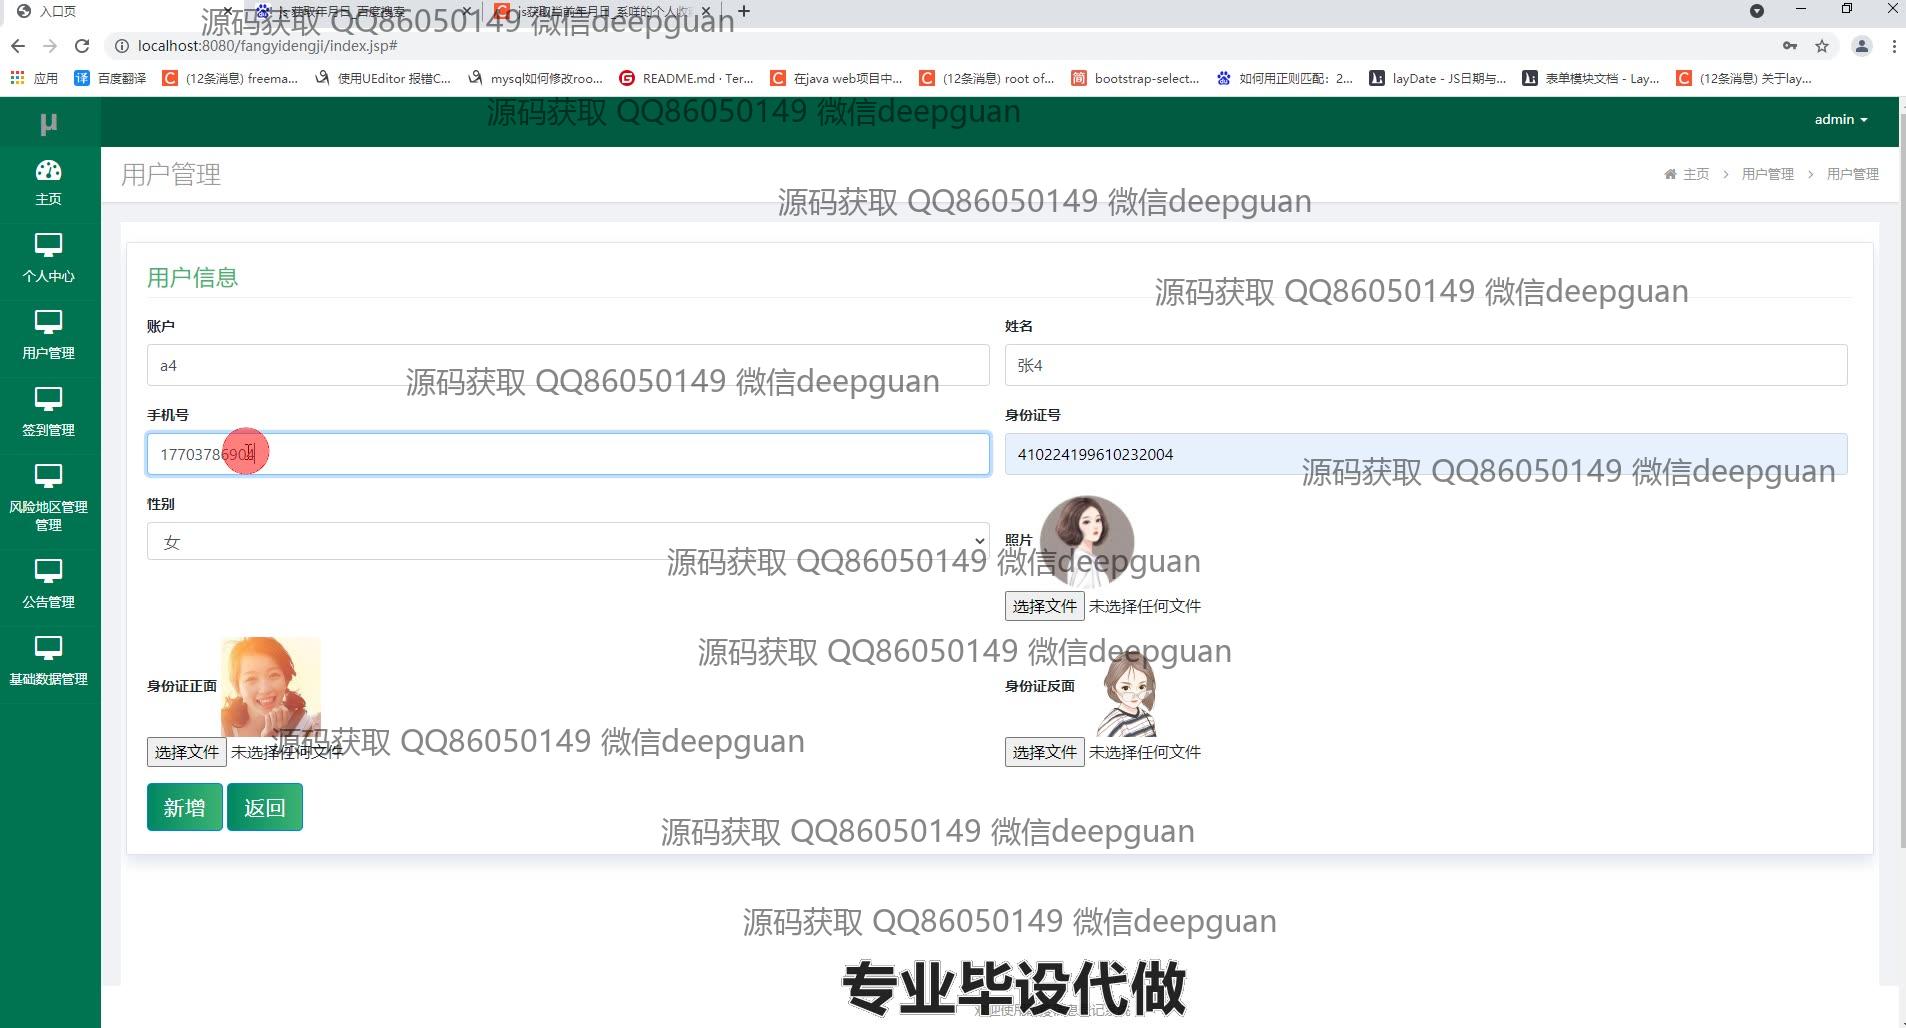 入口页
js 获取年月日_百度搜索
js获取当前年月日_系咩的个人收
源码获取 QQ86050149 微信deepguan
localhost:8080/fangyidengji/index.jsp#
应用 百度翻译 (12条消息) freema... 使用UEditor 报错C... mysql如何修改roo... README.md · Ter... 在java web项目中... (12条消息) root of... bootstrap-select... 如何用正则匹配：2... layDate - JS日期与... 表单模块文档 - Lay... (12条消息) 关于lay...
源码获取 QQ86050149 微信deepguan
μ
admin
主页
用户管理
主页 > 用户管理 > 用户管理
源码获取 QQ86050149 微信deepguan
个人中心
用户信息
源码获取 QQ86050149 微信deepguan
账户
姓名
用户管理
a4
张4
源码获取 QQ86050149 微信deepguan
手机号
身份证号
签到管理
17703786904
410224199610232004
源码获取 QQ86050149 微信deepguan
风险地区管理
管理
性别
女
照片
源码获取 QQ86050149 微信deepguan
公告管理
选择文件 未选择任何文件
源码获取 QQ86050149 微信deepguan
基础数据管理
身份证正面
身份证反面
源码获取 QQ86050149 微信deepguan
选择文件 未选择任何文件
选择文件 未选择任何文件
新增 返回
源码获取 QQ86050149 微信deepguan
源码获取 QQ86050149 微信deepguan
专业毕设代做